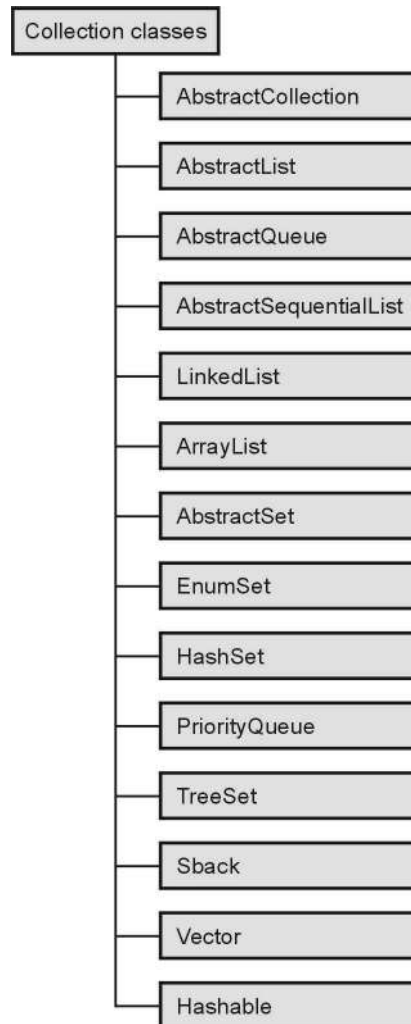 Collection classes
AbstractCollection
AbstractList
AbstractQueue
AbstractSequentialList
LinkedList
ArrayList
AbstractSet
EnumSet
HashSet
PriorityQueue
TreeSet
Sback
Vector
Hashable